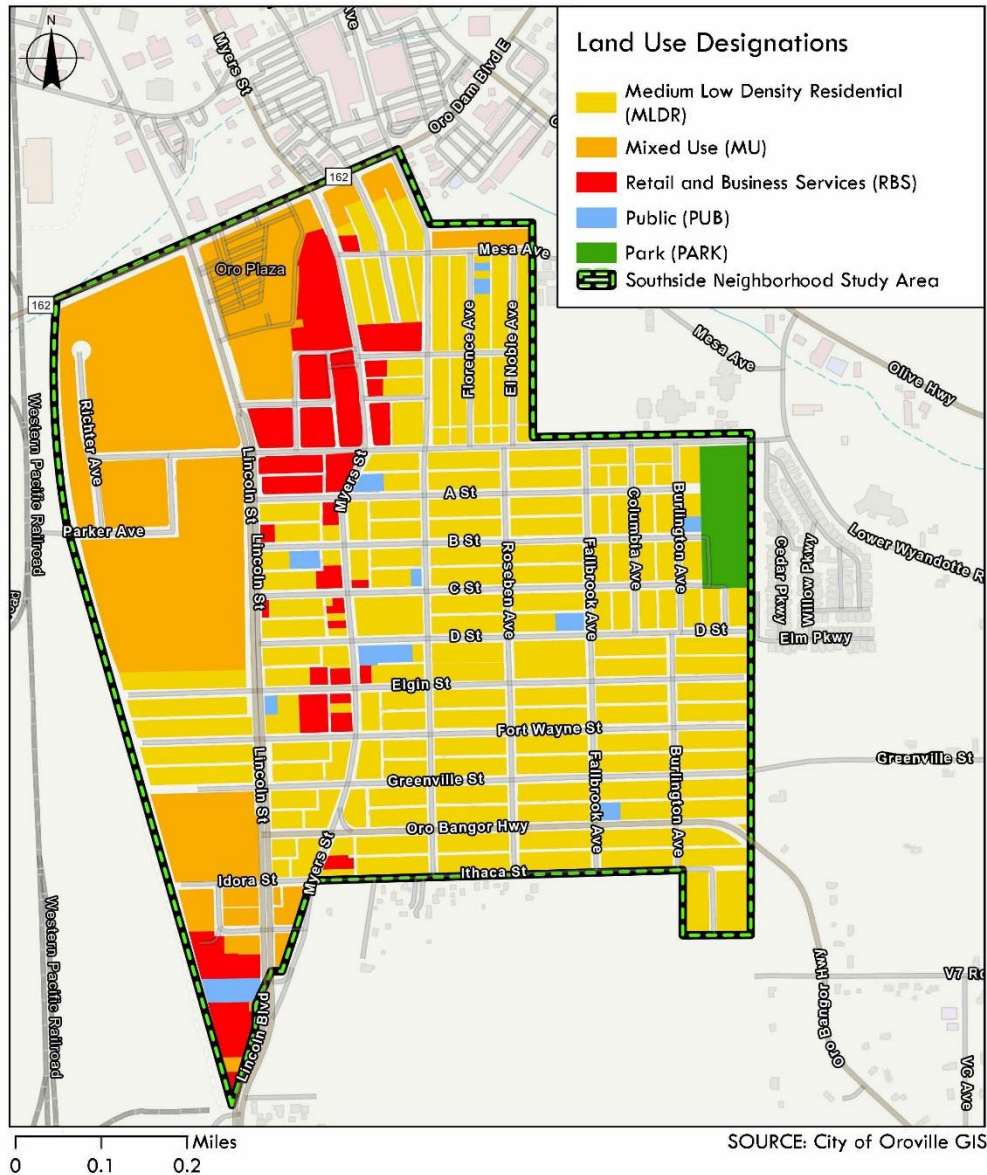 N
Myers St
Ave
Oro Dam Blvd E
Land Use Designations
Medium Low Density Residential
(MLDR)
Mixed Use (MU)
Retail and Business Services (RBS)
Public (PUB)
Park (PARK)
Southside Neighborhood Study Area
162
Mesa Ave
Oro Plaza
162
Florence Ave
El Noble Ave
Mesa Ave
Olive Hwy
Western Pacific Railroad
Richter Ave
Lincoln St
Myers St
A St
Parker Ave
B St
Columbia Ave
Burlington Ave
Lincoln St
Roseben Ave
Fallbrook Ave
C St
Cedar Pkwy
Willow Pkwy
Lower Wyandotte R
D St
D St
Elm Pkwy
Elgin St
Fort Wayne St
Lincoln St
Greenville St
Fallbrook Ave
Burlington Ave
Greenville St
Oro Bangor Hwy
Myers St
Idora St
Ithaca St
Western Pacific Railroad
Lincoln Blvd
Oro Bangor Hwy
V7 Rd
VC Ave
Miles
0 0.1 0.2
SOURCE: City of Oroville GIS